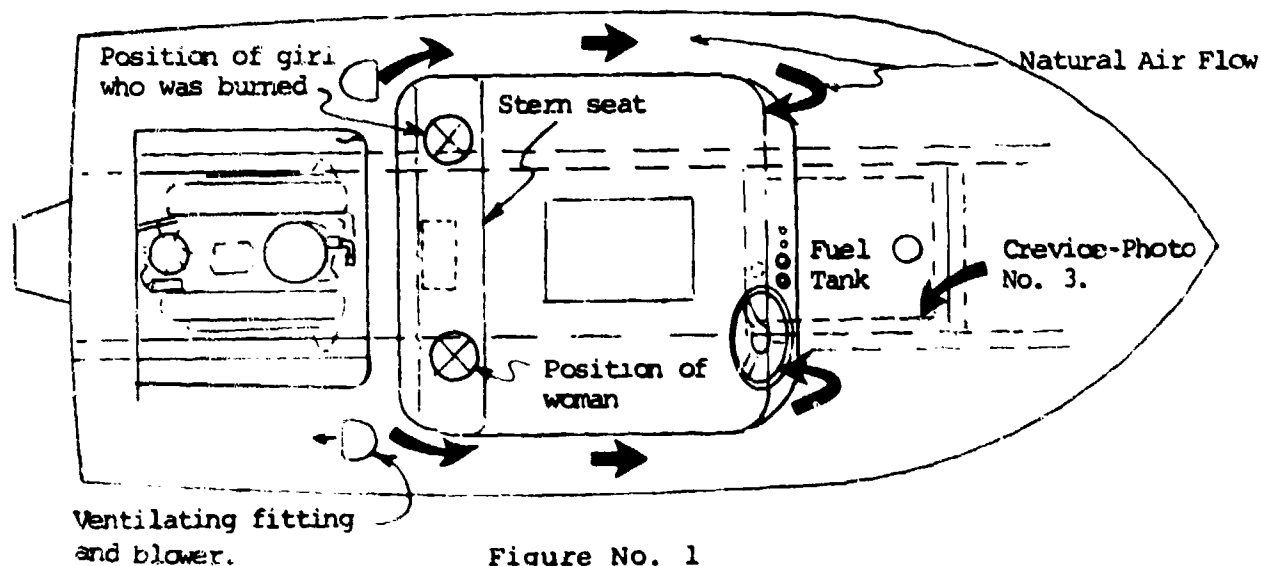 Position of girl
who was burned
Natural Air Flow
Stern seat
Fuel
Tank
Crevice-Photo
No. 3.
Position of
woman
Ventilating fitting
and blower.
Figure No. 1